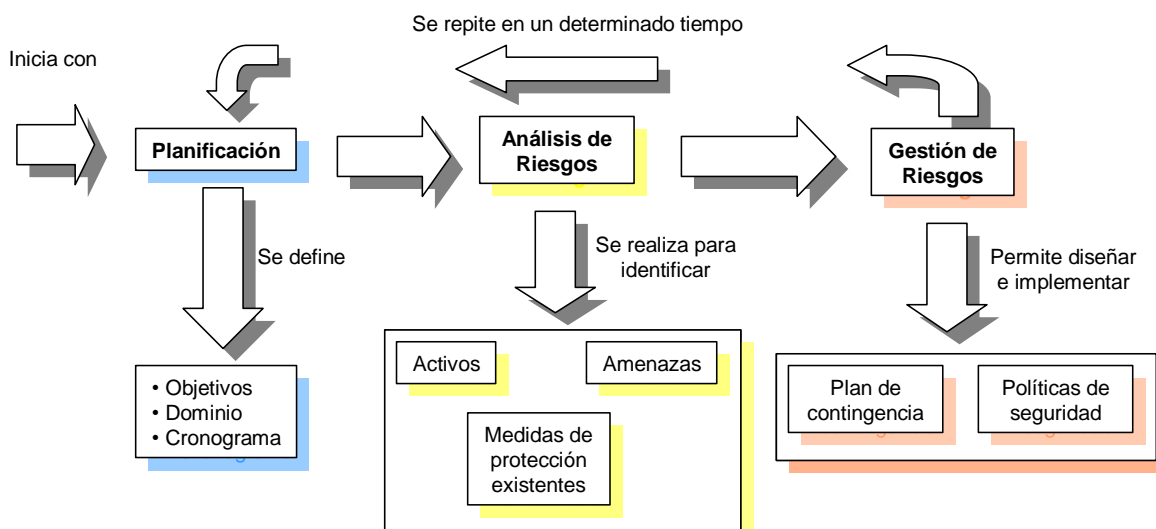 Se repite en un determinado tiempo
Inicia con
Planificación
Análisis de
Riesgos
Gestión de
Riesgos
Se define
Se realiza para
identificar
Permite diseñar
e implementar
• Objetivos
• Dominio
• Cronograma
Activos
Amenazas
Medidas de
protección
existentes
Plan de
contingencia
Políticas de
seguridad